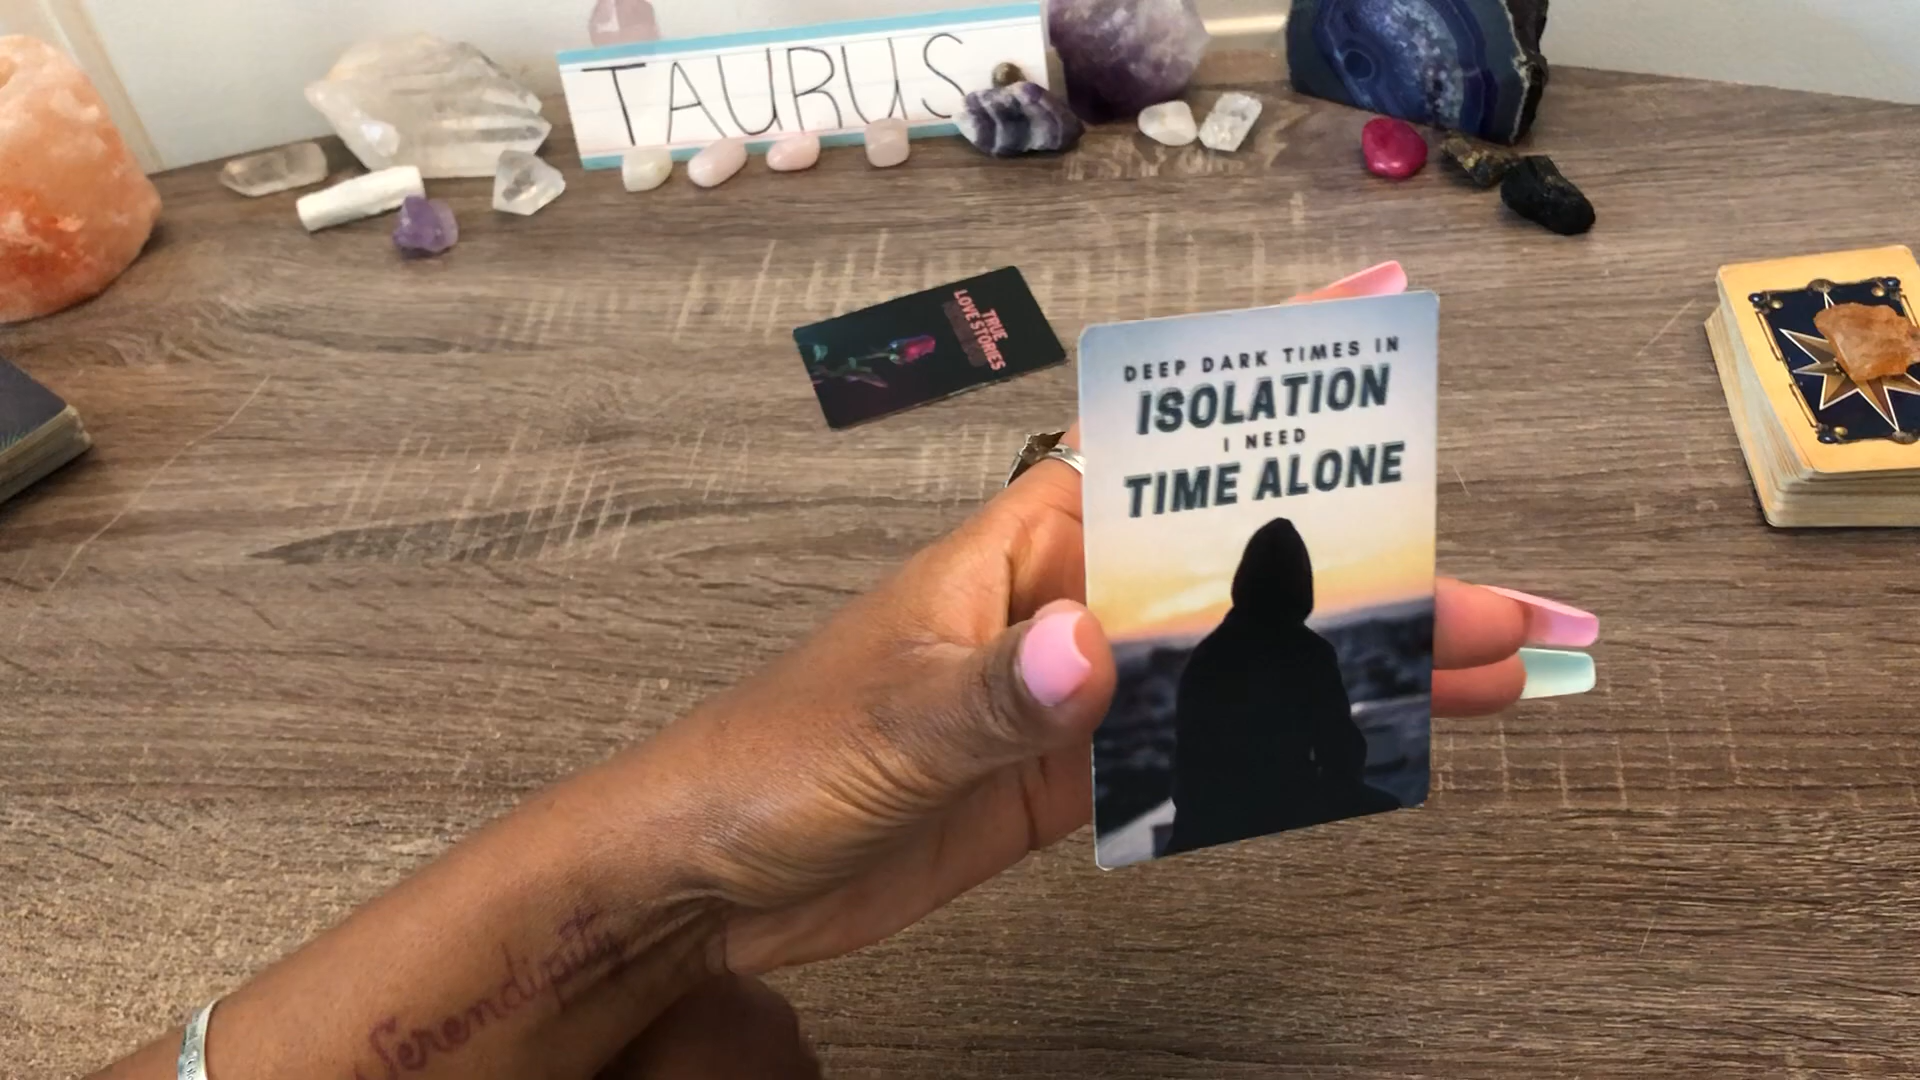 TAURUS
TRUE
LOVE STORIES
DEEP DARK TIMES IN
ISOLATION
I NEED
TIME ALONE
Serendipity